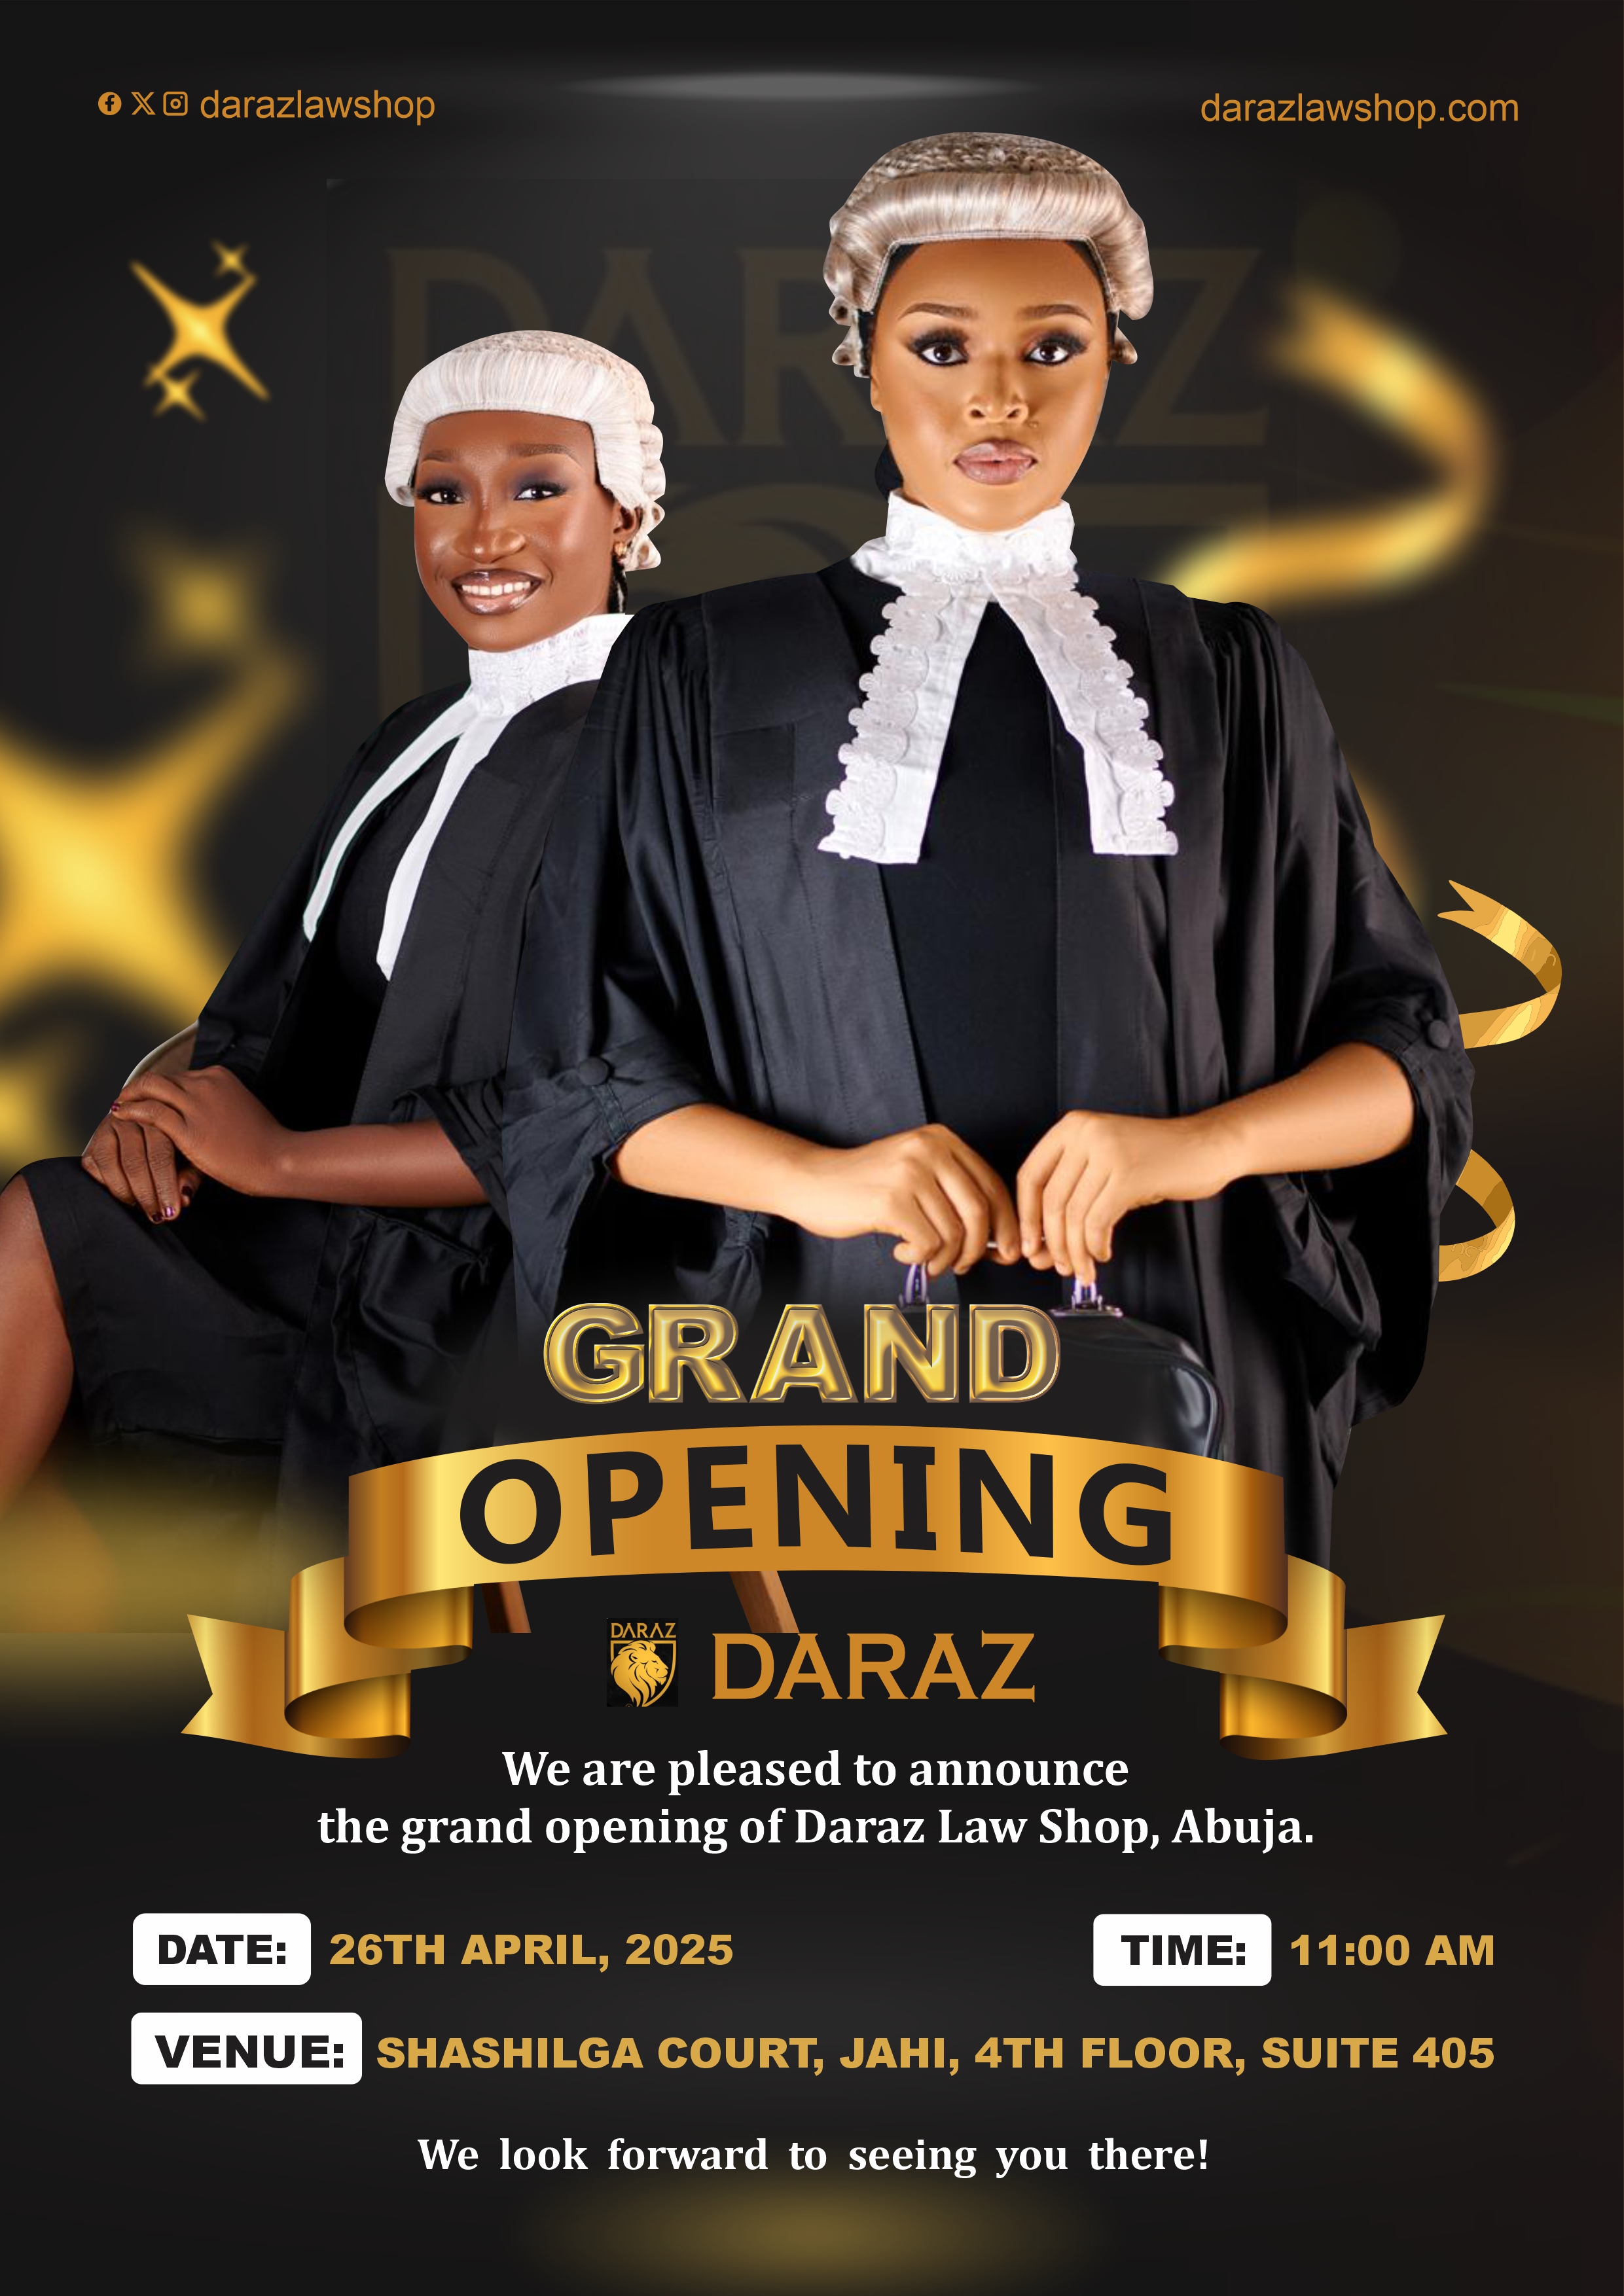 darazlawshop
darazlawshop.com
DARAZ
GRAND
OPENING
DARAZ
DARAZ
We are pleased to announce
the grand opening of Daraz Law Shop, Abuja.
DATE: 26TH APRIL, 2025
TIME: 11:00 AM
VENUE: SHASHILGA COURT, JAHI, 4TH FLOOR, SUITE 405
We look forward to seeing you there!